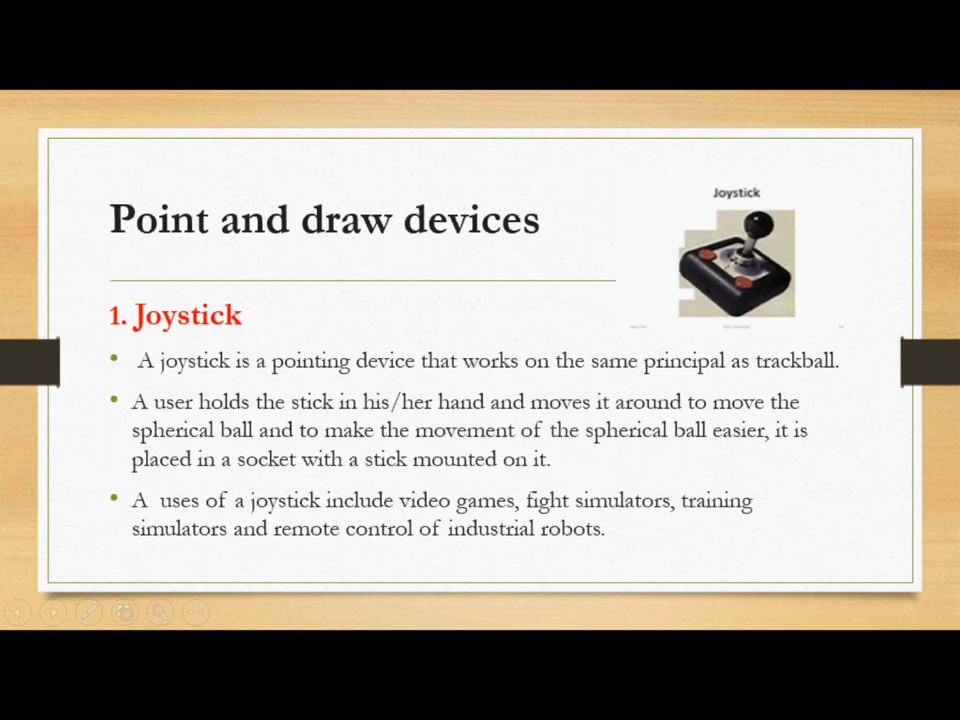 Joystick
Point and draw devices
1. Joystick
• A joystick is a pointing device that works on the same principal as trackball.
• A user holds the stick in his/her hand and moves it around to move the
spherical ball and to make the movement of the spherical ball easier, it is
placed in a socket with a stick mounted on it.
• A uses of a joystick include video games, fight simulators, training
simulators and remote control of industrial robots.